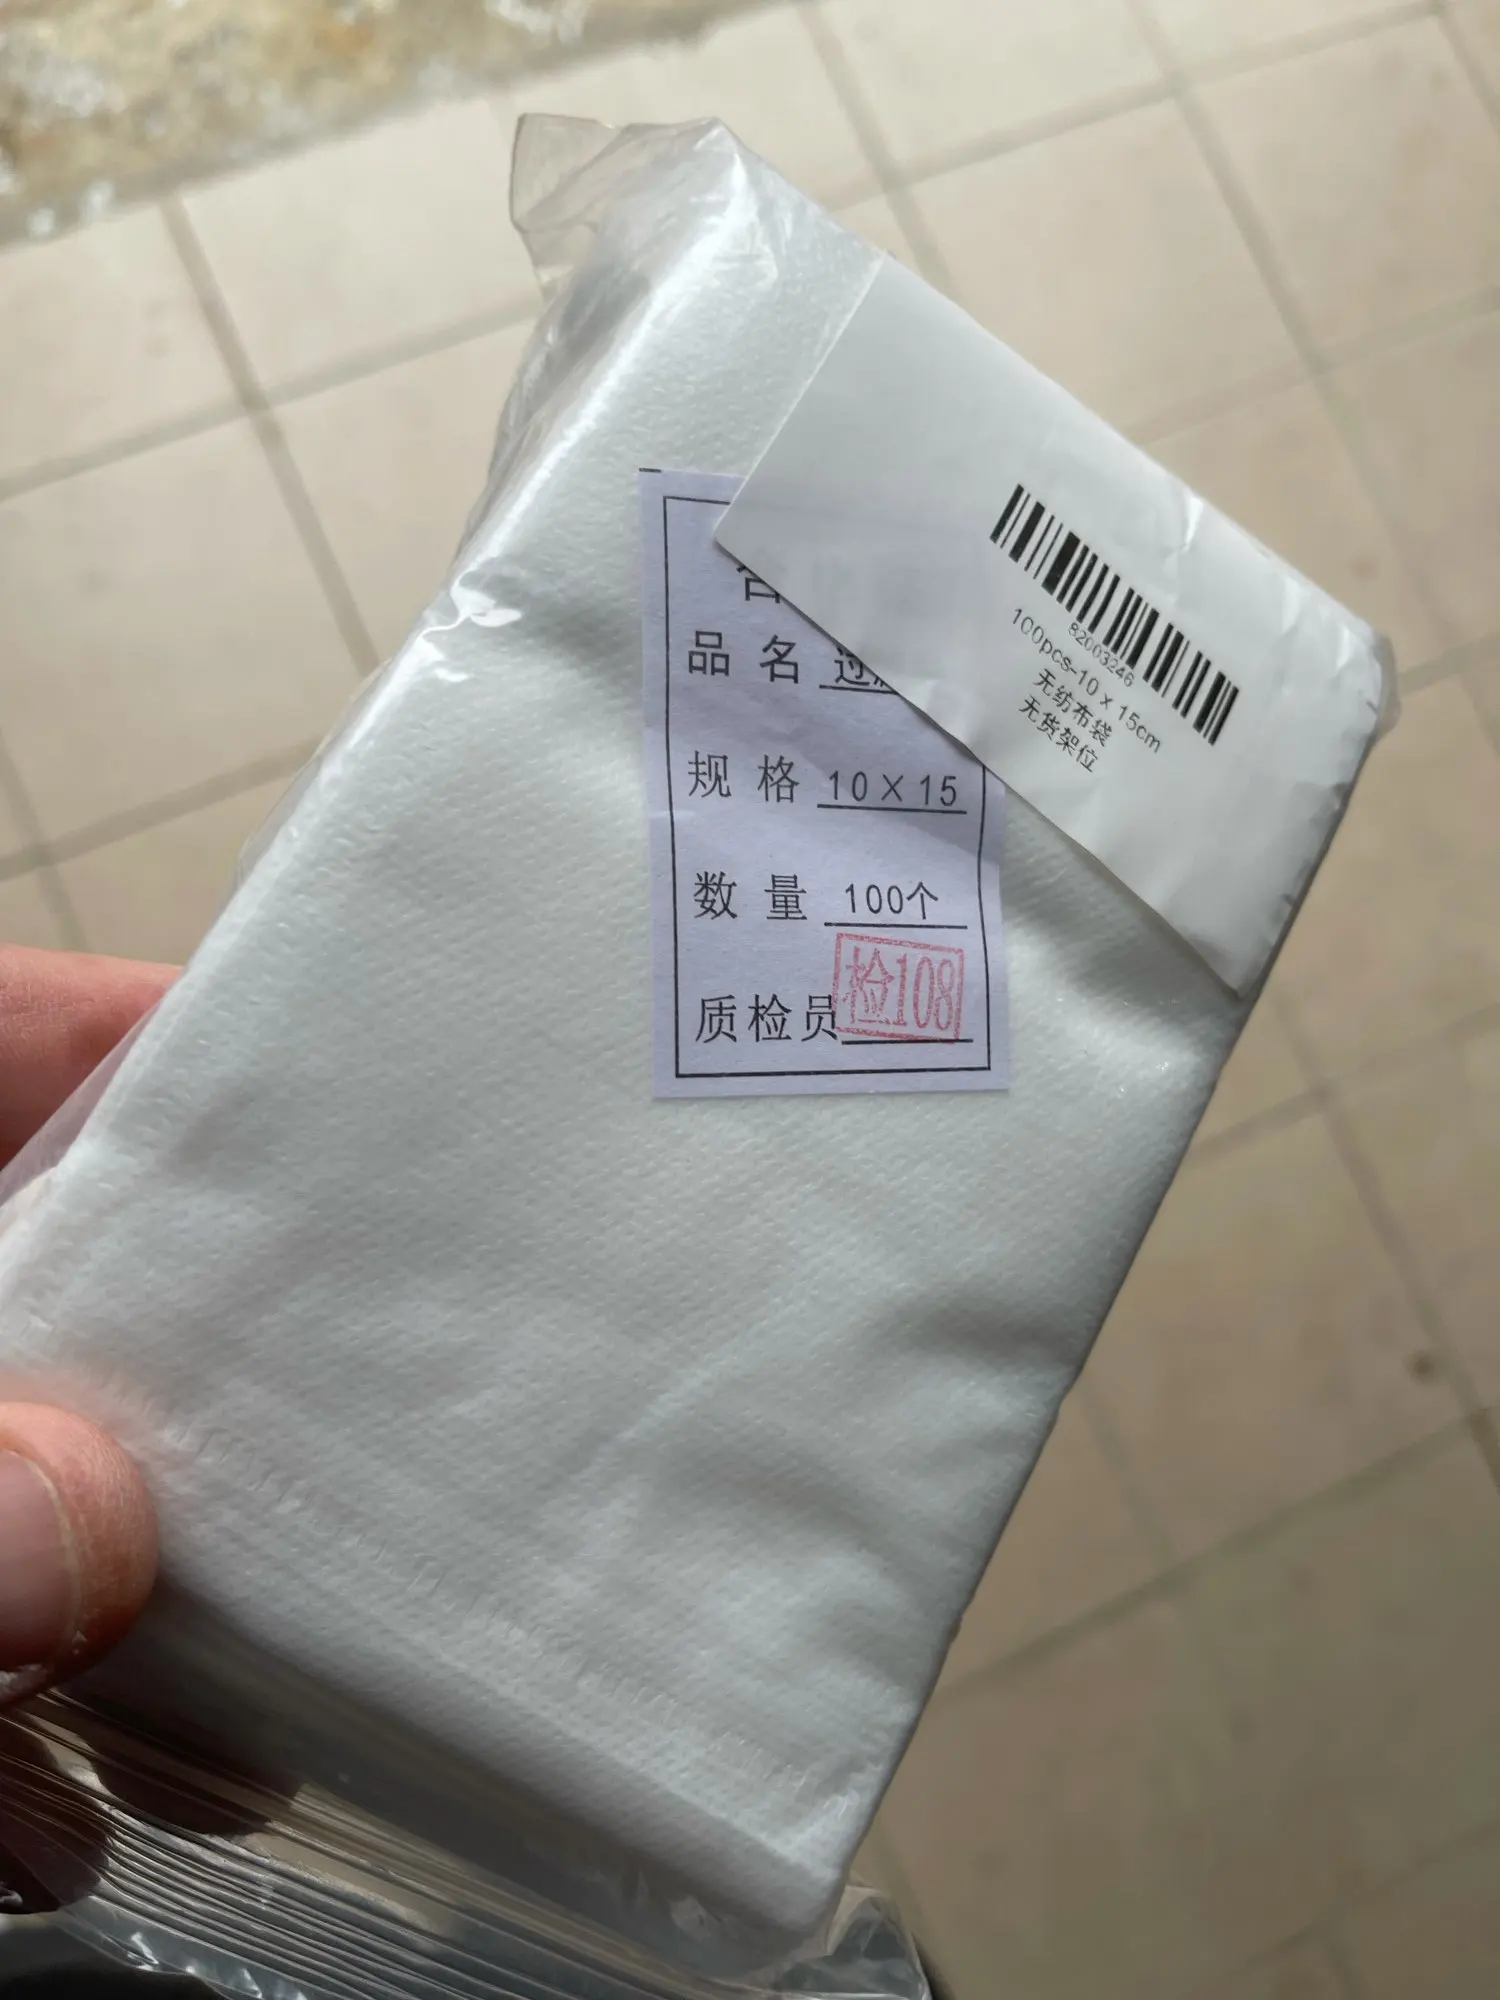 品名 过
规格 10×15
数量 100个
质检员 检108
82003246
100pcs-10 x 15cm
无纺布袋
无货架位